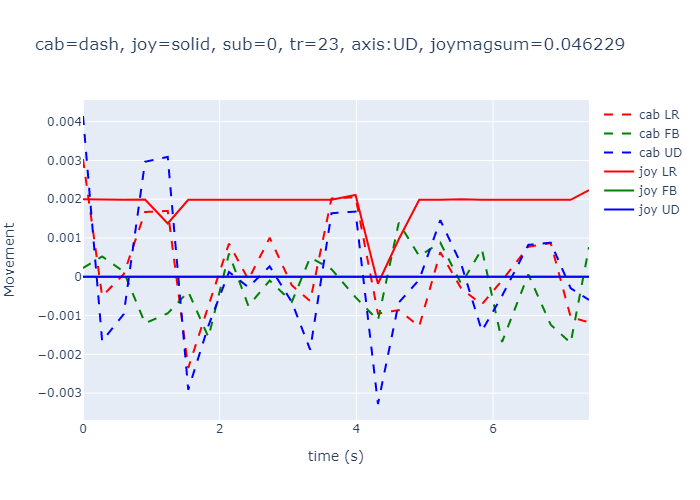 cab=dash, joy=solid, sub=0, tr=23, axis:UD, joymagsum=0.046229
Movement
0.004
0.003
0.002
0.001
0
−0.001
−0.002
−0.003
0
2
4
6
time (s)
cab LR
cab FB
cab UD
joy LR
joy FB
joy UD